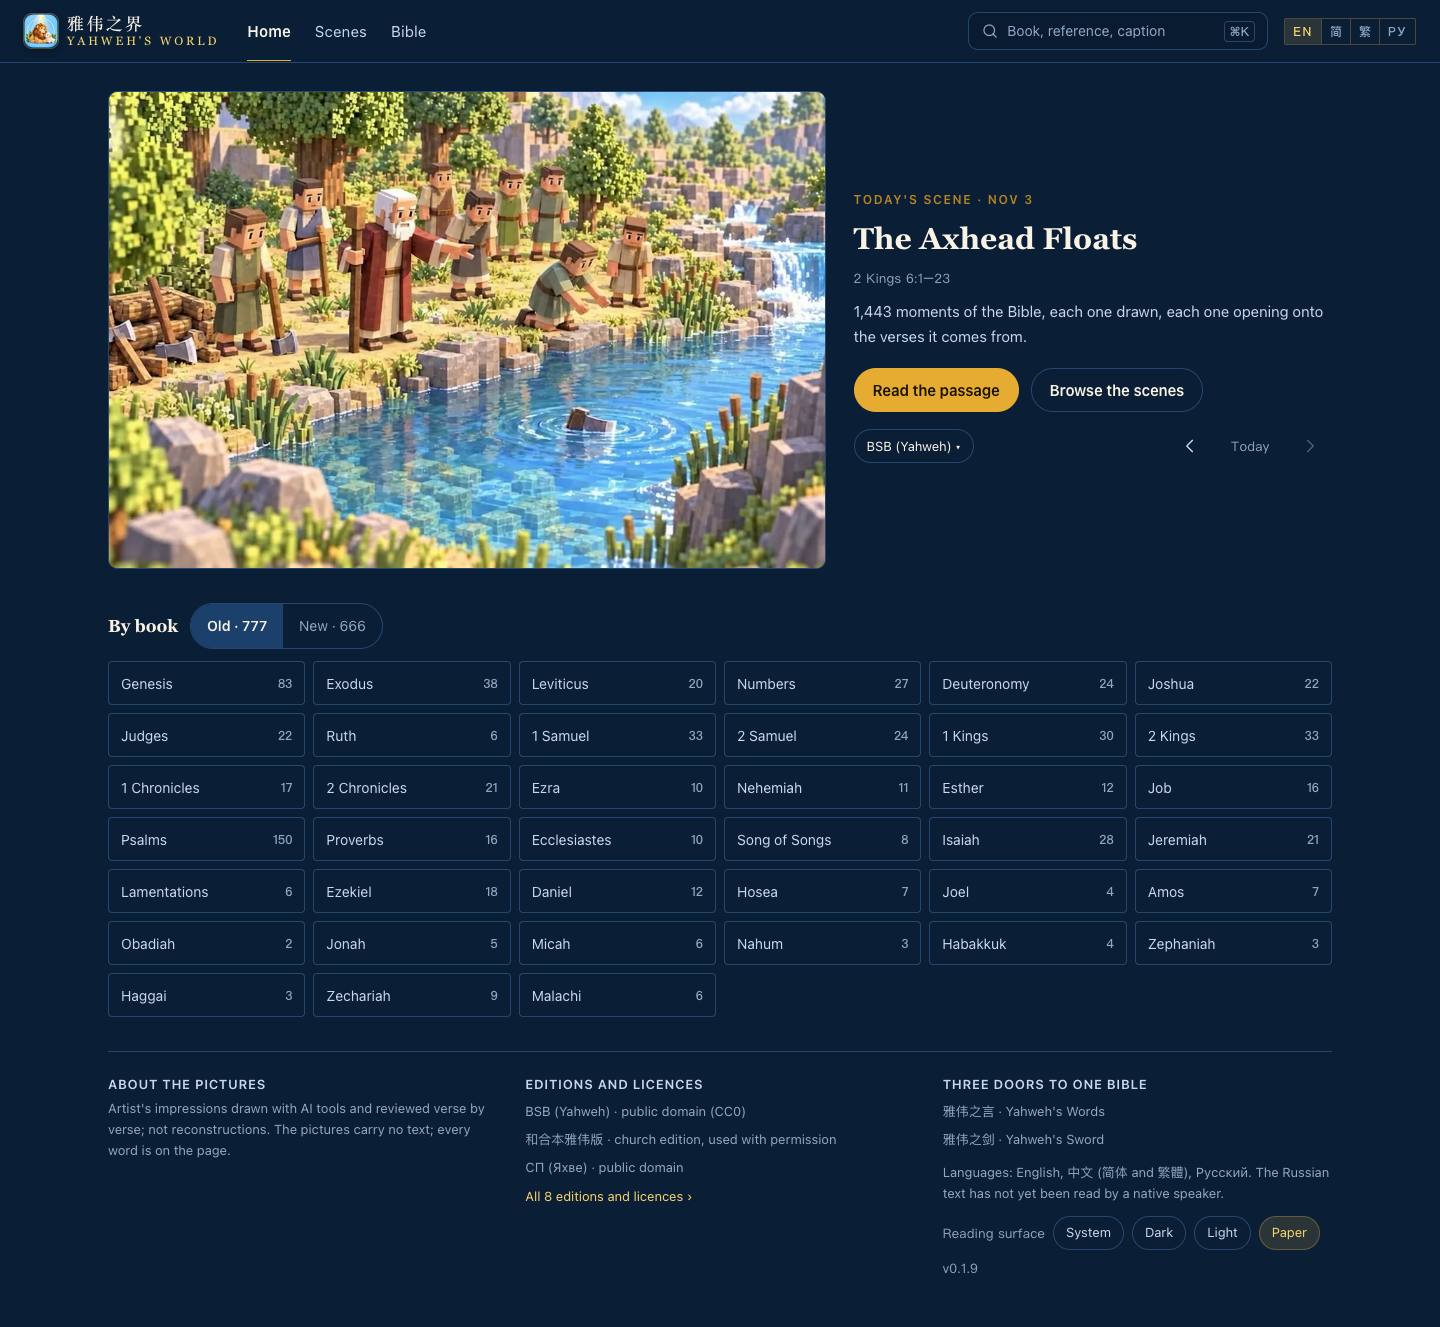 雅伟之界
YAHWEH'S WORLD
Home
Scenes
Bible
Book, reference, caption
⌘K
EN
简
繁
РУ
TODAY'S SCENE · NOV 3
The Axhead Floats
2 Kings 6:1–23
1,443 moments of the Bible, each one drawn, each one opening onto
the verses it comes from.
Read the passage
Browse the scenes
BSB (Yahweh) ▾
Today
By book
Old · 777
New · 666
Genesis 83
Exodus 38
Leviticus 20
Numbers 27
Deuteronomy 24
Joshua 22
Judges 22
Ruth 6
1 Samuel 33
2 Samuel 24
1 Kings 30
2 Kings 33
1 Chronicles 17
2 Chronicles 21
Ezra 10
Nehemiah 11
Esther 12
Job 16
Psalms 150
Proverbs 16
Ecclesiastes 10
Song of Songs 8
Isaiah 28
Jeremiah 21
Lamentations 6
Ezekiel 18
Daniel 12
Hosea 7
Joel 4
Amos 7
Obadiah 2
Jonah 5
Micah 6
Nahum 3
Habakkuk 4
Zephaniah 3
Haggai 3
Zechariah 9
Malachi 6
ABOUT THE PICTURES
Artist's impressions drawn with AI tools and reviewed verse by
verse; not reconstructions. The pictures carry no text; every
word is on the page.
EDITIONS AND LICENCES
BSB (Yahweh) · public domain (CC0)
和合本雅伟版 · church edition, used with permission
СП (Яхве) · public domain
All 8 editions and licences ›
THREE DOORS TO ONE BIBLE
雅伟之言 · Yahweh's Words
雅伟之剑 · Yahweh's Sword
Languages: English, 中文 (简体 and 繁體), Русский. The Russian
text has not yet been read by a native speaker.
Reading surface
System
Dark
Light
Paper
v0.1.9